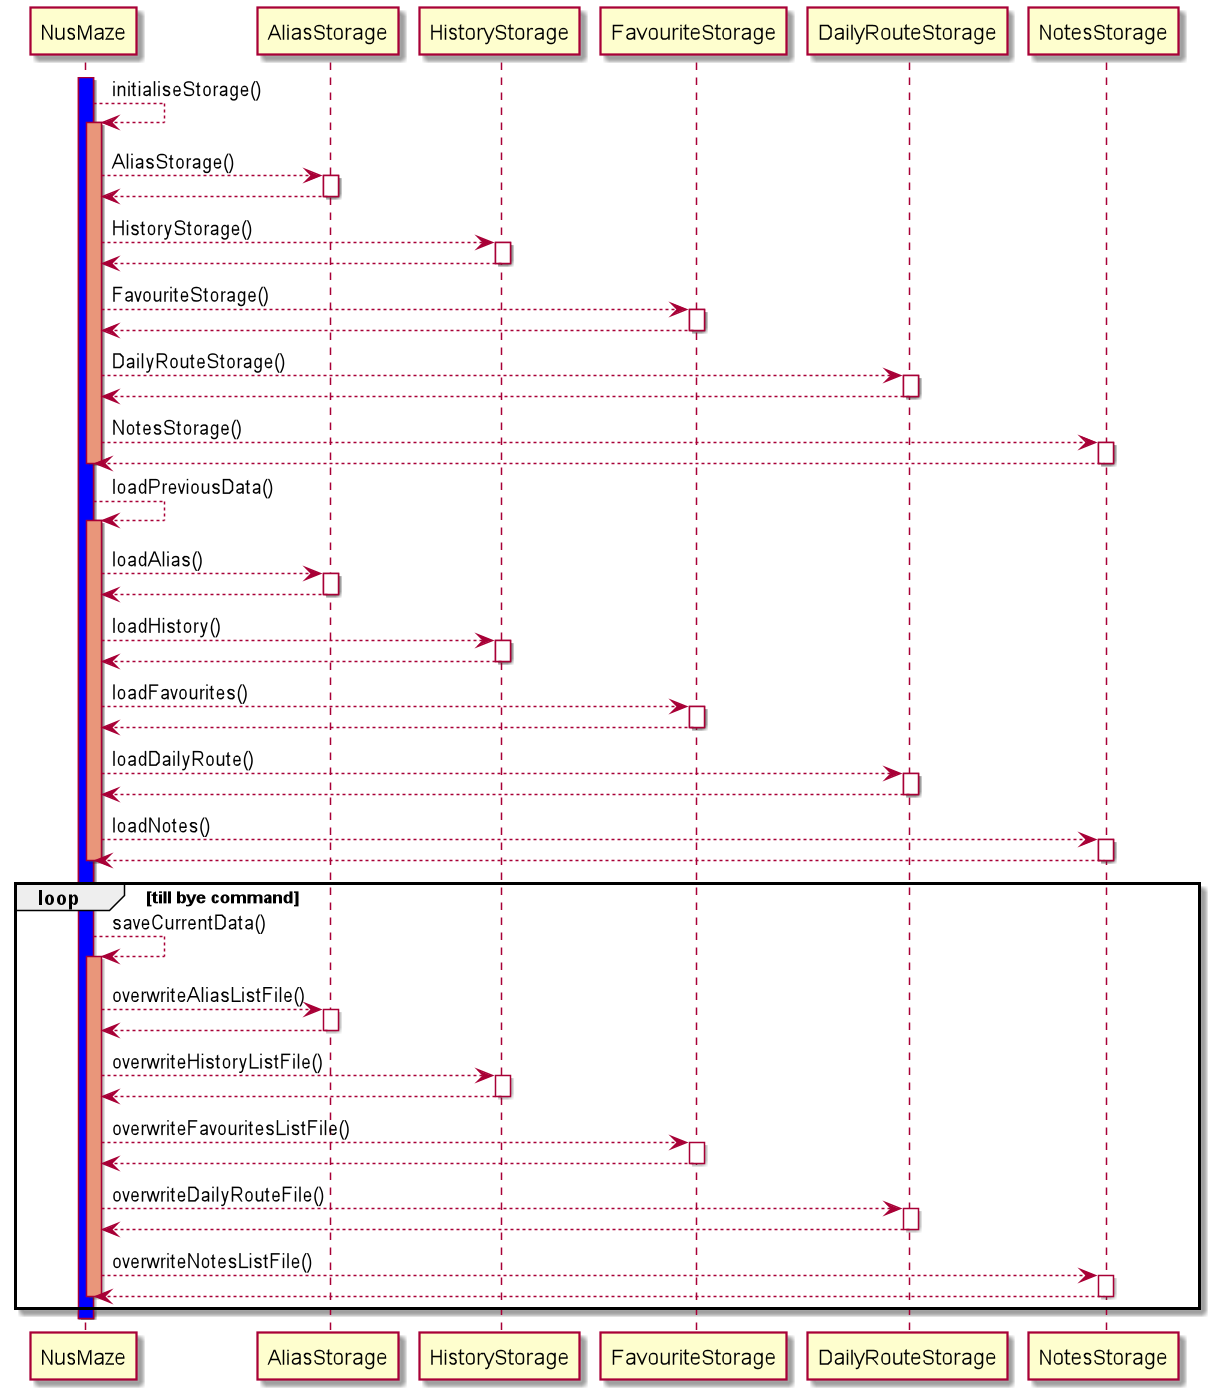 NusMaze AliasStorage HistoryStorage FavouriteStorage DailyRouteStorage NotesStorage
initialiseStorage()
AliasStorage()
HistoryStorage()
FavouriteStorage()
DailyRouteStorage()
NotesStorage()
loadPreviousData()
loadAlias()
loadHistory()
loadFavourites()
loadDailyRoute()
loadNotes()
loop [till bye command]
saveCurrentData()
overwriteAliasListFile()
overwriteHistoryListFile()
overwriteFavouritesListFile()
overwriteDailyRouteFile()
overwriteNotesListFile()
NusMaze AliasStorage HistoryStorage FavouriteStorage DailyRouteStorage NotesStorage